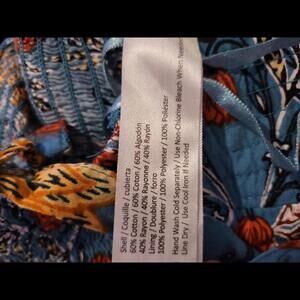 Shell / Coquille / cubierta
60% Cotton / 60% Coton / 60% Algodón
40% Rayon / 40% Rayonne / 40% Rayón
Lining / Doublure / forro
100% Polyester / 100% Polyester / 100% Poliéster
Hand Wash Cold Separately / Use Non-Chlorine Bleach When Needed
Line Dry / Use Cool Iron If Needed